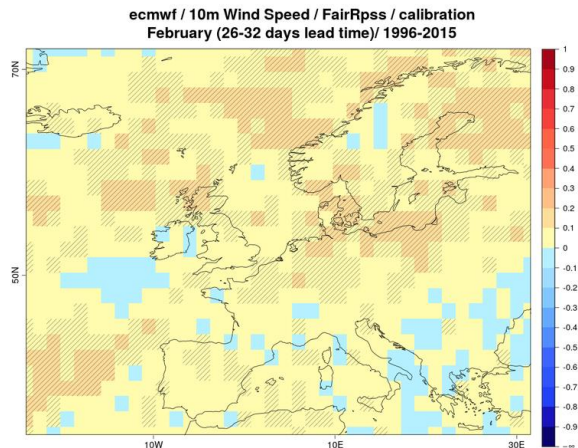 ecmwf / 10m Wind Speed / FairRpss / calibration
February (26-32 days lead time)/ 1996-2015
70N
50N
10W
10E
30E
1
0.9
0.8
0.7
0.6
0.5
0.4
0.3
0.2
0.1
0
-0.1
-0.2
-0.3
-0.4
-0.5
-0.6
-0.7
-0.8
-0.9